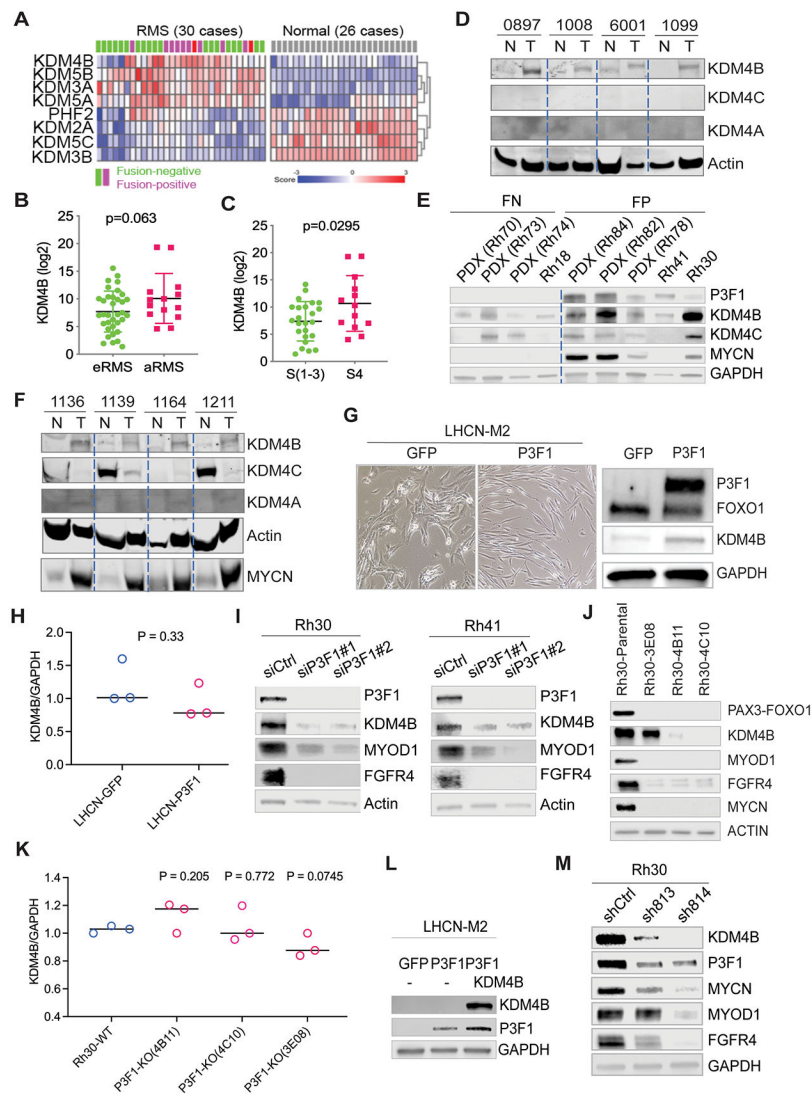 A
RMS (30 cases)
Normal (26 cases)
KDM4B
KDM5B
KDM3A
KDM5A
PHF2
KDM2A
KDM5C
KDM3B
Fusion-negative
Fusion-positive
-3 3
Score
B
p=0.063
KDM4B (log2)
25
20
15
10
5
0
eRMS aRMS
C
p=0.0295
KDM4B (log2)
25
20
15
10
5
0
S(1-3) S4
D
0897 1008 6001 1099
N T N T N T N T
KDM4B
KDM4C
KDM4A
Actin
E
FN FP
PDX (Rh70)
PDX (Rh73)
PDX (Rh74)
Rh18
PDX (Rh84)
PDX (Rh82)
PDX (Rh78)
Rh41
Rh30
P3F1
KDM4B
KDM4C
MYCN
GAPDH
F
1136 1139 1164 1211
N T N T N T N T
KDM4B
KDM4C
KDM4A
Actin
MYCN
G
LHCN-M2
GFP P3F1
GFP P3F1
P3F1
FOXO1
KDM4B
GAPDH
H
P = 0.33
KDM4B/GAPDH
2.0
1.5
1.0
0.5
0.0
LHCN-GFP
LHCN-P3F1
I
Rh30
siCtrl
siP3F1#1
siP3F1#2
P3F1
KDM4B
MYOD1
FGFR4
Actin
Rh41
siCtrl
siP3F1#1
siP3F1#2
P3F1
KDM4B
MYOD1
FGFR4
Actin
J
Rh30-Parental
Rh30-3E08
Rh30-4B11
Rh30-4C10
PAX3-FOXO1
KDM4B
MYOD1
FGFR4
MYCN
ACTIN
K
P = 0.205 P = 0.772 P = 0.0745
KDM4B/GAPDH
1.4
1.2
1.0
0.8
0.6
0.4
Rh30-WT
P3F1-KO(4B11)
P3F1-KO(4C10)
P3F1-KO(3E08)
L
LHCN-M2
GFP P3F1 P3F1
- - KDM4B
KDM4B
P3F1
GAPDH
M
Rh30
shCtrl
sh813
sh814
KDM4B
P3F1
MYCN
MYOD1
FGFR4
GAPDH